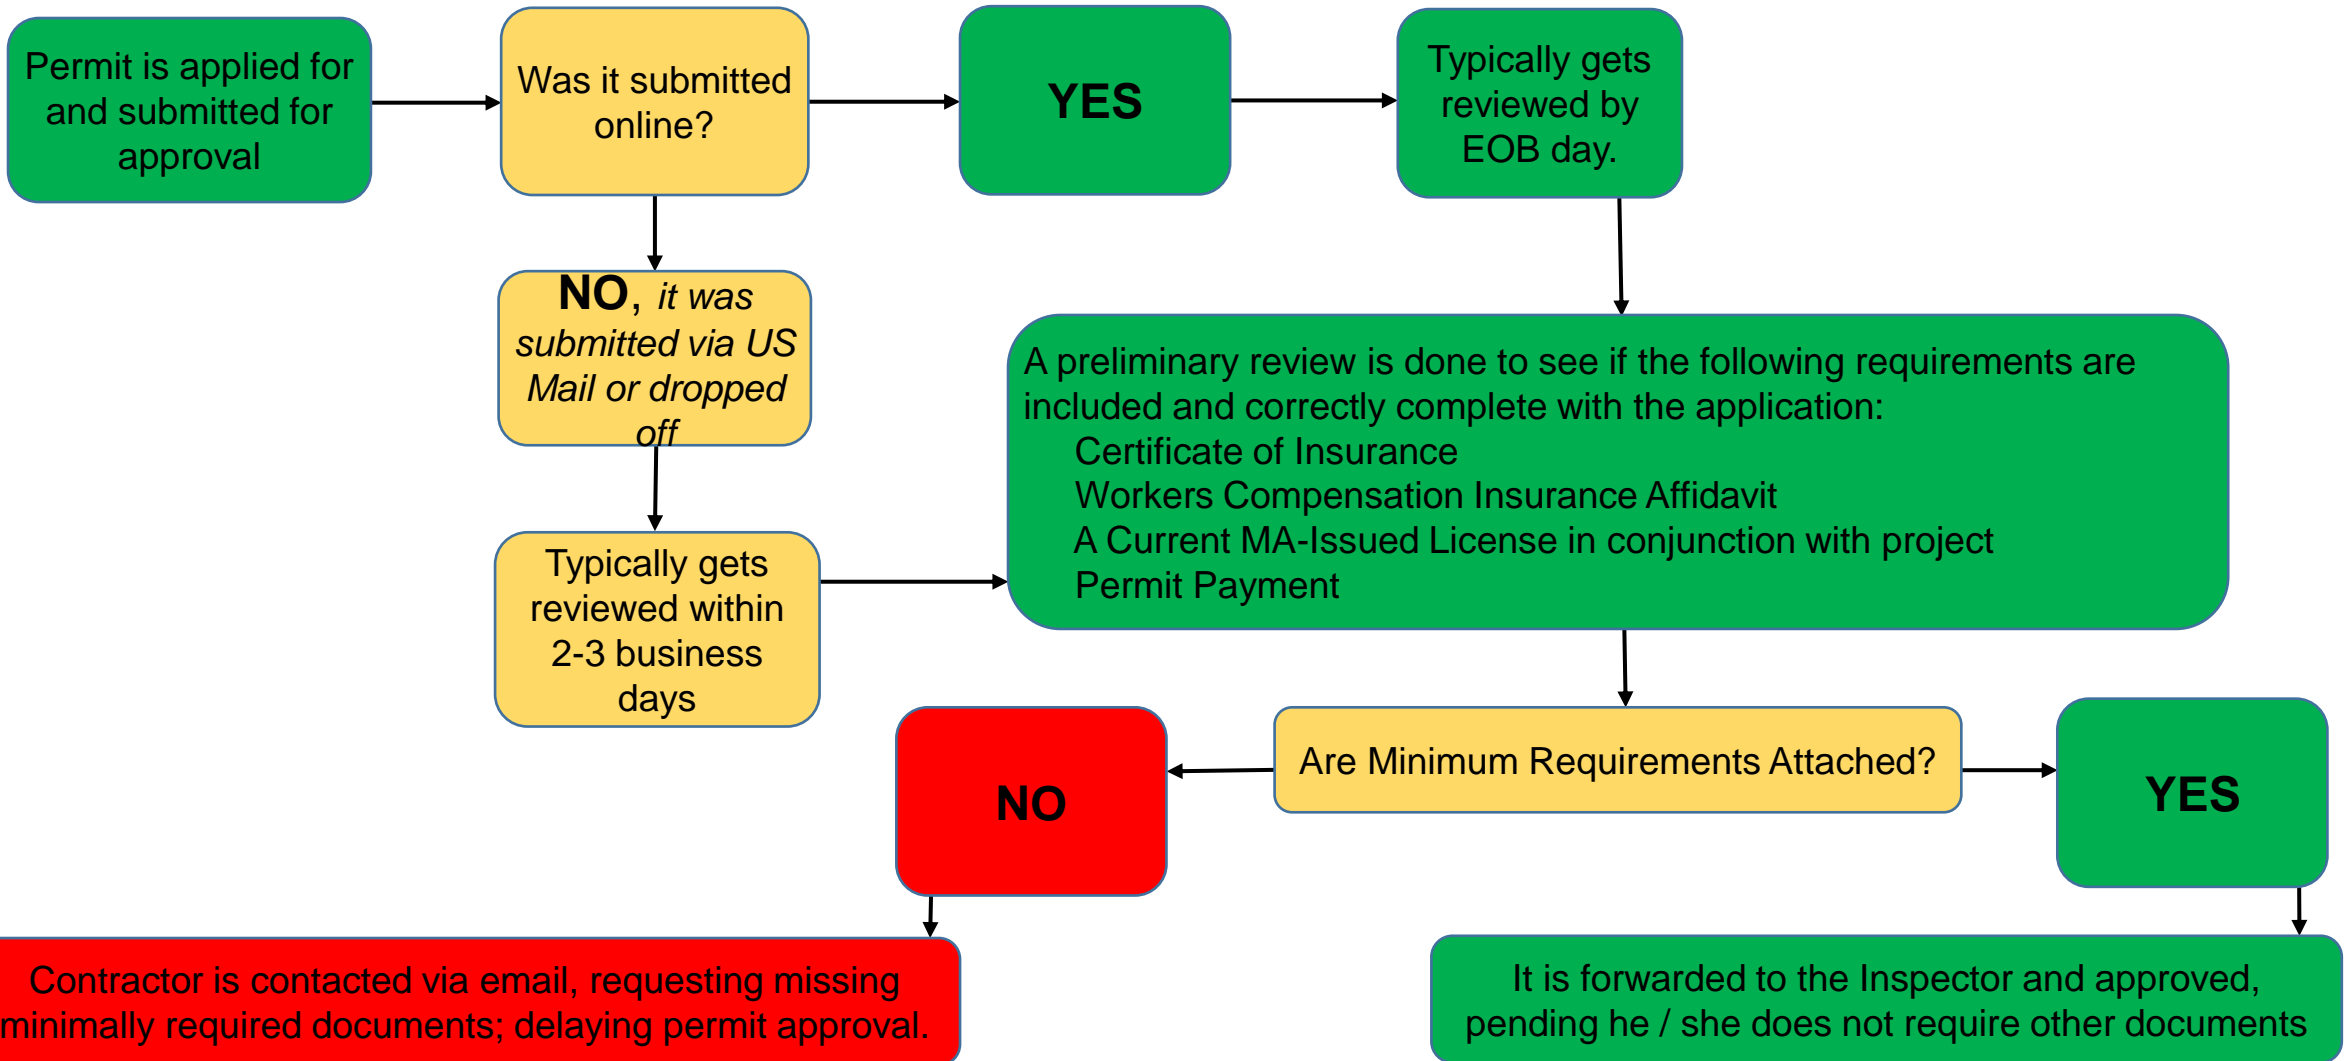 Permit is applied for
and submitted for
approval
Was it submitted
online?
YES
Typically gets
reviewed by
EOB day.
NO, it was
submitted via US
Mail or dropped
off
Typically gets
reviewed within
2-3 business
days
A preliminary review is done to see if the following requirements are
included and correctly complete with the application:
Certificate of Insurance
Workers Compensation Insurance Affidavit
A Current MA-Issued License in conjunction with project
Permit Payment
Are Minimum Requirements Attached?
NO
YES
Contractor is contacted via email, requesting missing
minimally required documents; delaying permit approval.
It is forwarded to the Inspector and approved,
pending he / she does not require other documents